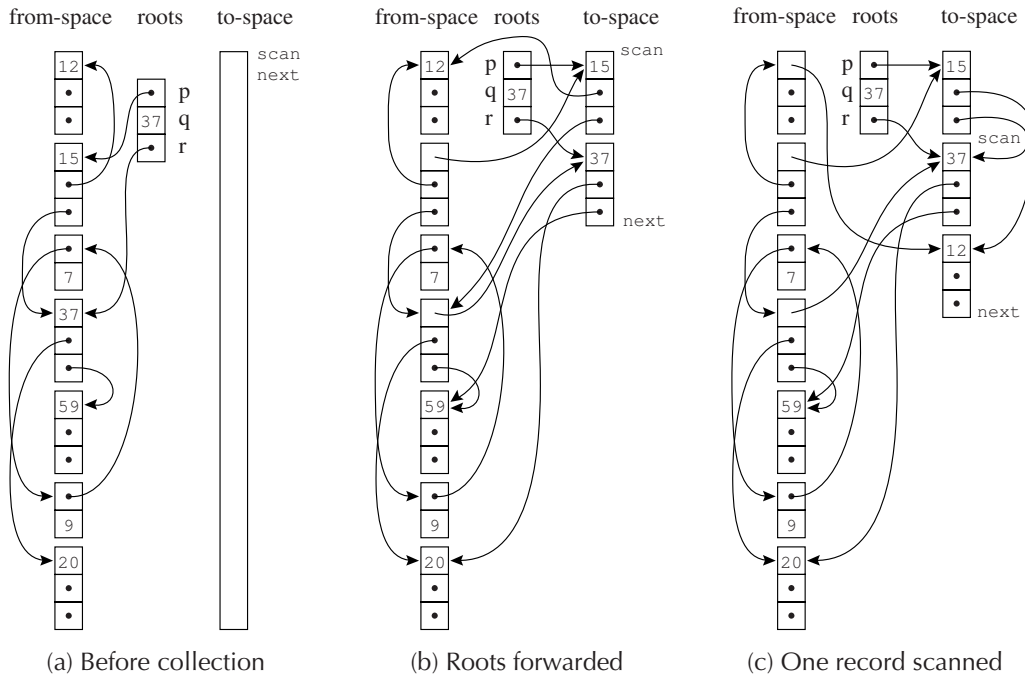 from-space roots to-space
12
15
37
7
37
59
9
20
p
q
r
scan
next
(a) Before collection
from-space roots to-space
12
7
59
9
20
p
q
r
37
15
37
scan
next
(b) Roots forwarded
from-space roots to-space
7
59
9
20
p
q
r
37
15
37
12
scan
next
(c) One record scanned